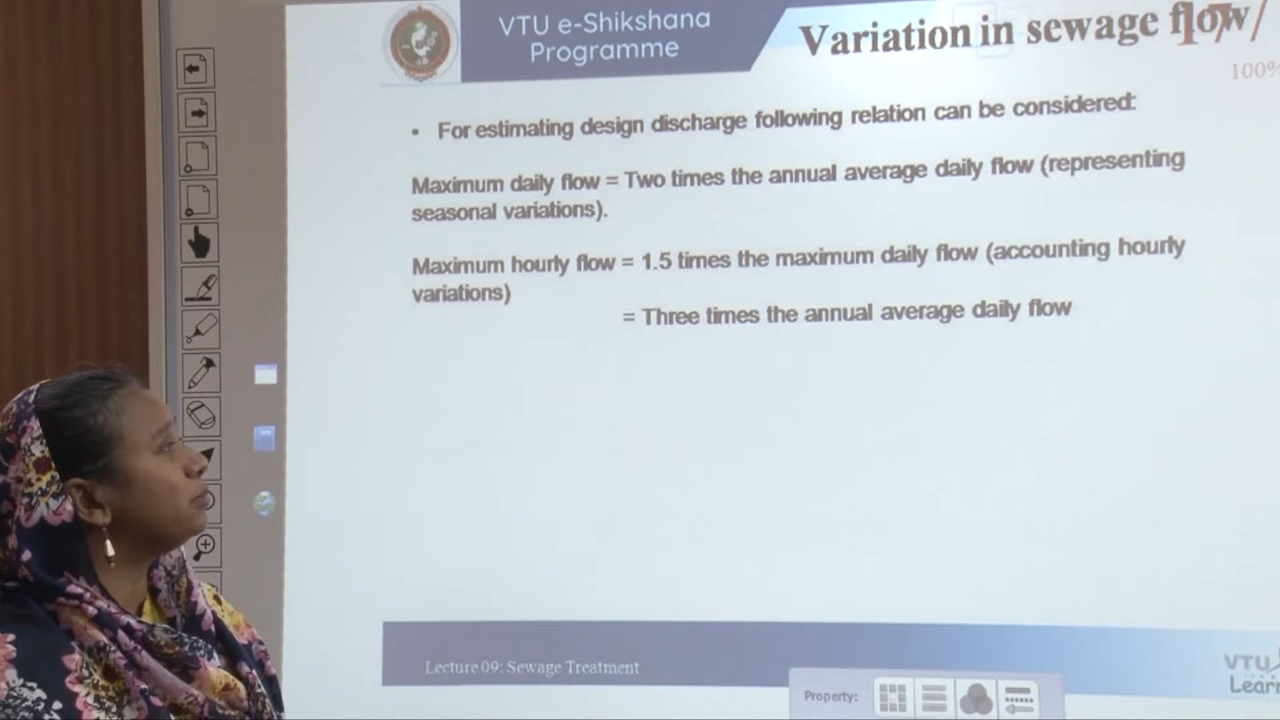 VTU e-Shikshana
Programme
Variation in sewage flow
100%
• For estimating design discharge following relation can be considered:
Maximum daily flow = Two times the annual average daily flow (representing
seasonal variations).
Maximum hourly flow = 1.5 times the maximum daily flow (accounting hourly
variations)
= Three times the annual average daily flow
Lecture 09: Sewage Treatment
VTU
Learn
Property: